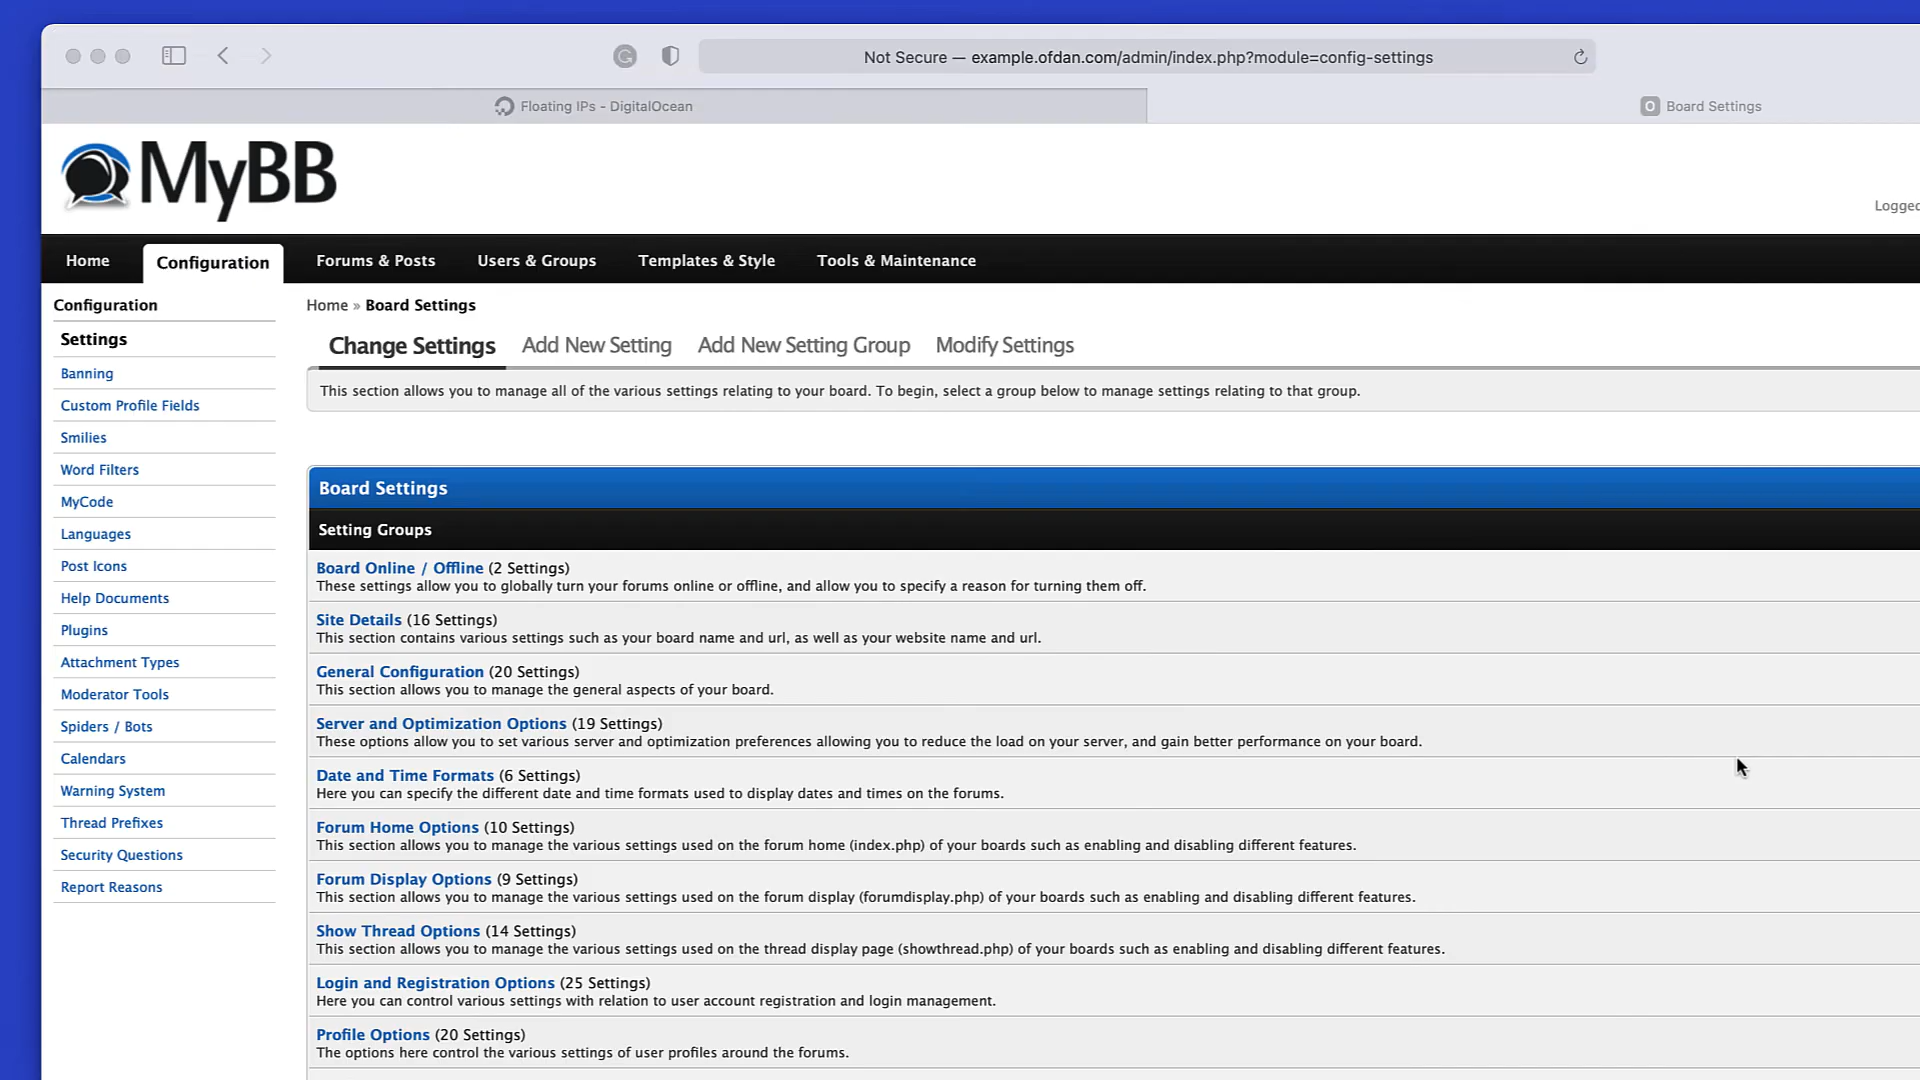 Not Secure — example.ofdan.com/admin/index.php?module=config-settings
Floating IPs - DigitalOcean
O Board Settings
MyBB
Logged
Home
Configuration
Forums & Posts
Users & Groups
Templates & Style
Tools & Maintenance
Configuration
Settings
Banning
Custom Profile Fields
Smilies
Word Filters
MyCode
Languages
Post Icons
Help Documents
Plugins
Attachment Types
Moderator Tools
Spiders / Bots
Calendars
Warning System
Thread Prefixes
Security Questions
Report Reasons
Home » Board Settings
Change Settings
Add New Setting
Add New Setting Group
Modify Settings
This section allows you to manage all of the various settings relating to your board. To begin, select a group below to manage settings relating to that group.
Board Settings
Setting Groups
Board Online / Offline (2 Settings)
These settings allow you to globally turn your forums online or offline, and allow you to specify a reason for turning them off.
Site Details (16 Settings)
This section contains various settings such as your board name and url, as well as your website name and url.
General Configuration (20 Settings)
This section allows you to manage the general aspects of your board.
Server and Optimization Options (19 Settings)
These options allow you to set various server and optimization preferences allowing you to reduce the load on your server, and gain better performance on your board.
Date and Time Formats (6 Settings)
Here you can specify the different date and time formats used to display dates and times on the forums.
Forum Home Options (10 Settings)
This section allows you to manage the various settings used on the forum home (index.php) of your boards such as enabling and disabling different features.
Forum Display Options (9 Settings)
This section allows you to manage the various settings used on the forum display (forumdisplay.php) of your boards such as enabling and disabling different features.
Show Thread Options (14 Settings)
This section allows you to manage the various settings used on the thread display page (showthread.php) of your boards such as enabling and disabling different features.
Login and Registration Options (25 Settings)
Here you can control various settings with relation to user account registration and login management.
Profile Options (20 Settings)
The options here control the various settings of user profiles around the forums.